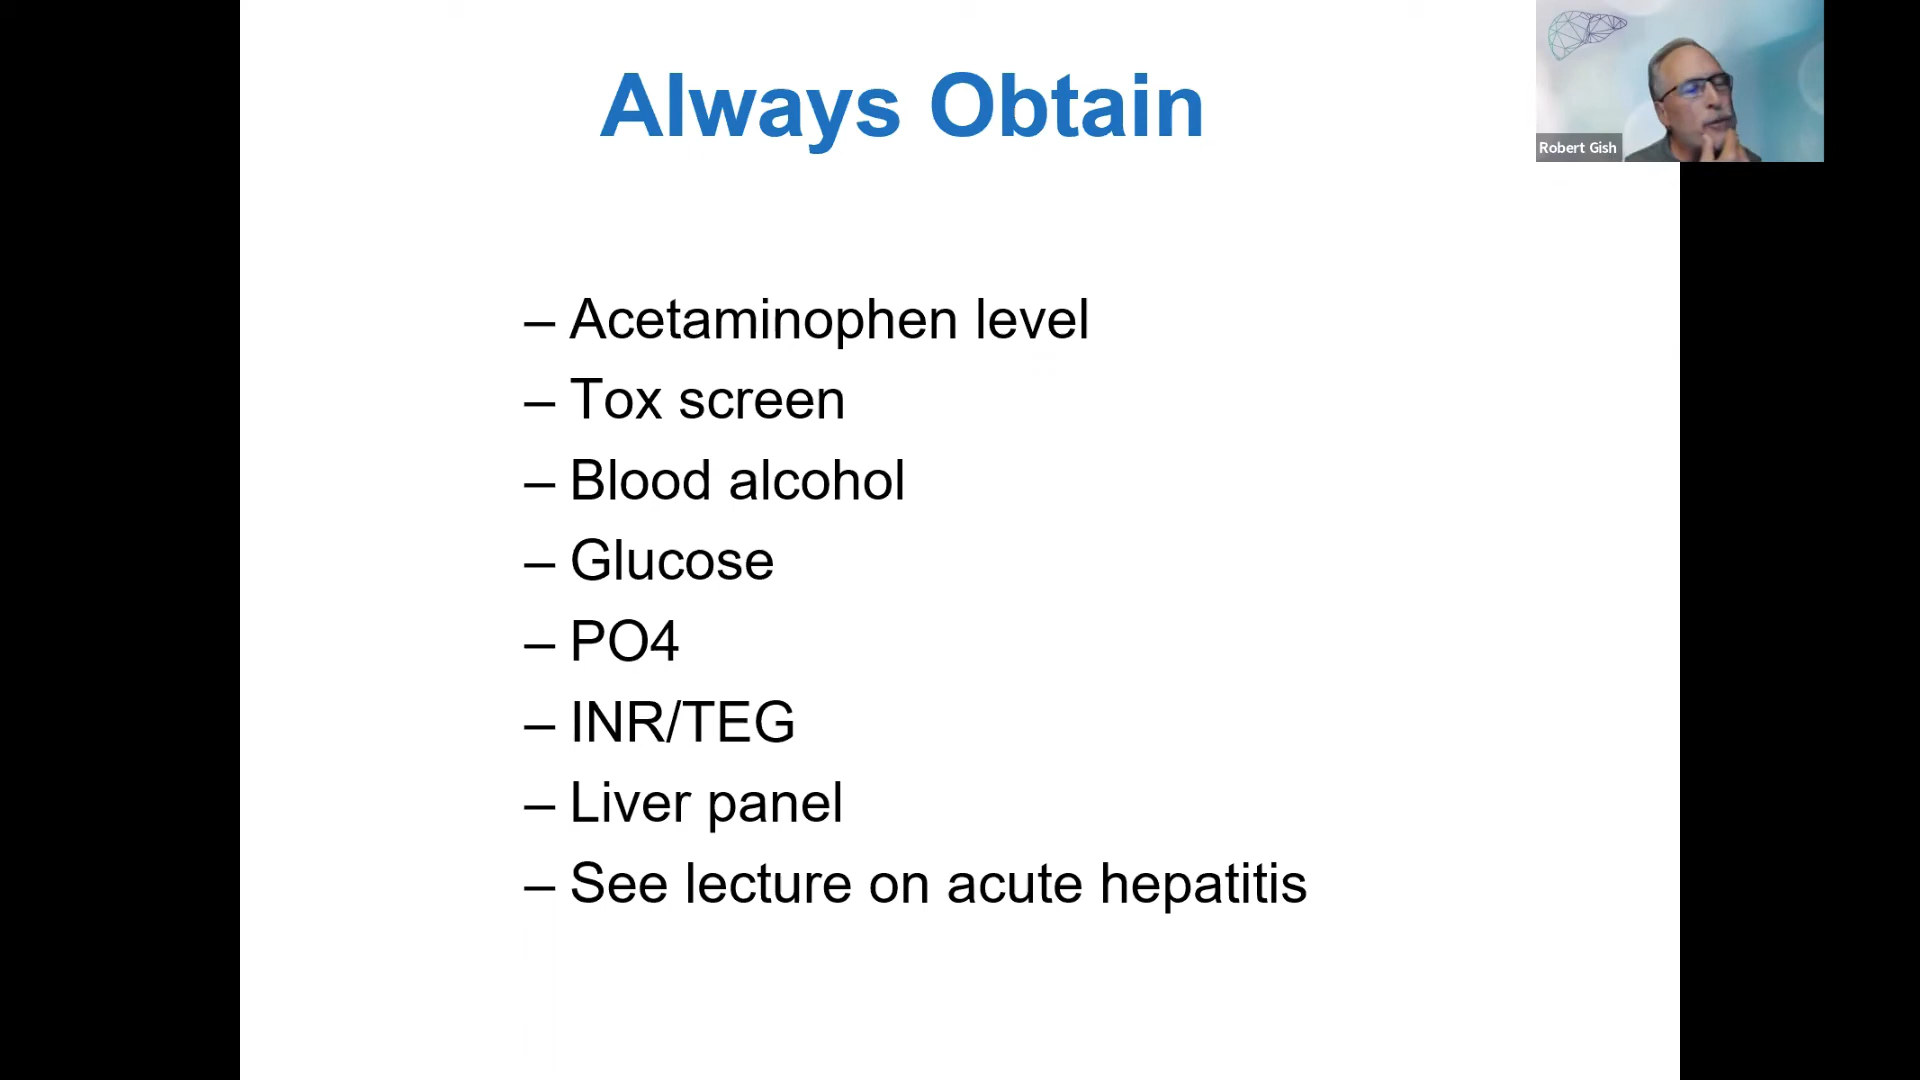 Always Obtain
Robert Gish
– Acetaminophen level
– Tox screen
– Blood alcohol
– Glucose
– PO4
– INR/TEG
– Liver panel
– See lecture on acute hepatitis